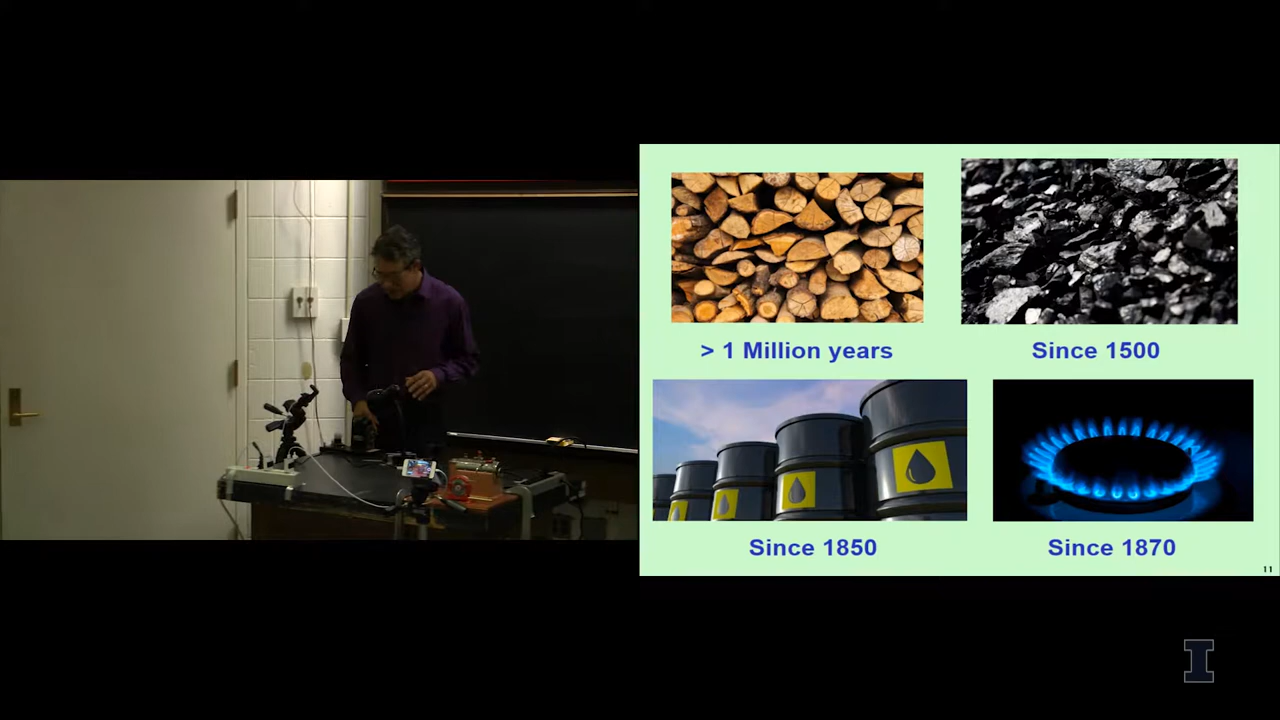 > 1 Million years
Since 1500
Since 1850
Since 1870
11
I